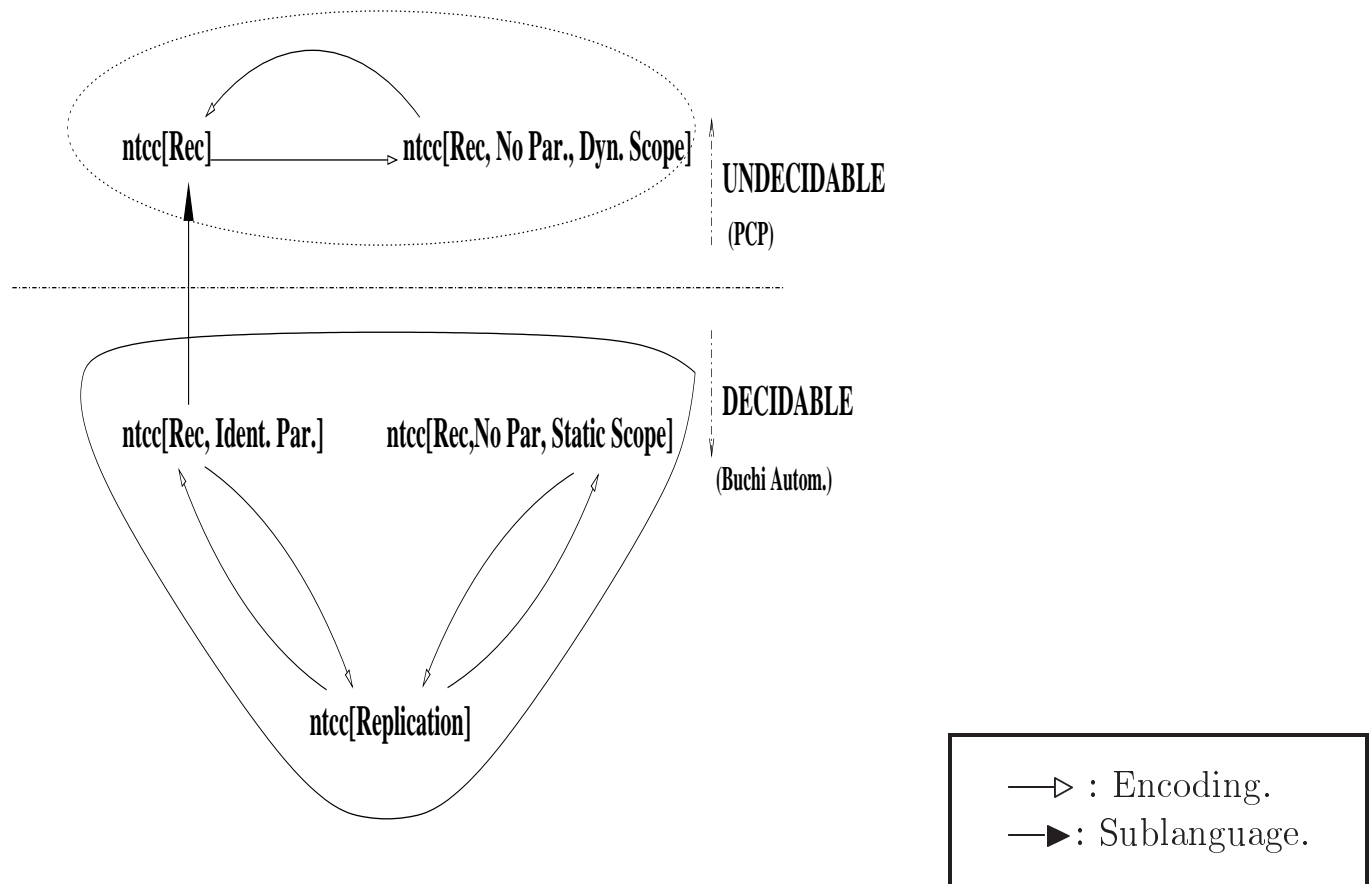 ntcc[Rec]
ntcc[Rec, No Par., Dyn. Scope]
UNDECIDABLE
(PCP)
DECIDABLE
ntcc[Rec, Ident. Par.]
ntcc[Rec,No Par, Static Scope]
(Buchi Autom.)
ntcc[Replication]
: Encoding.
: Sublanguage.